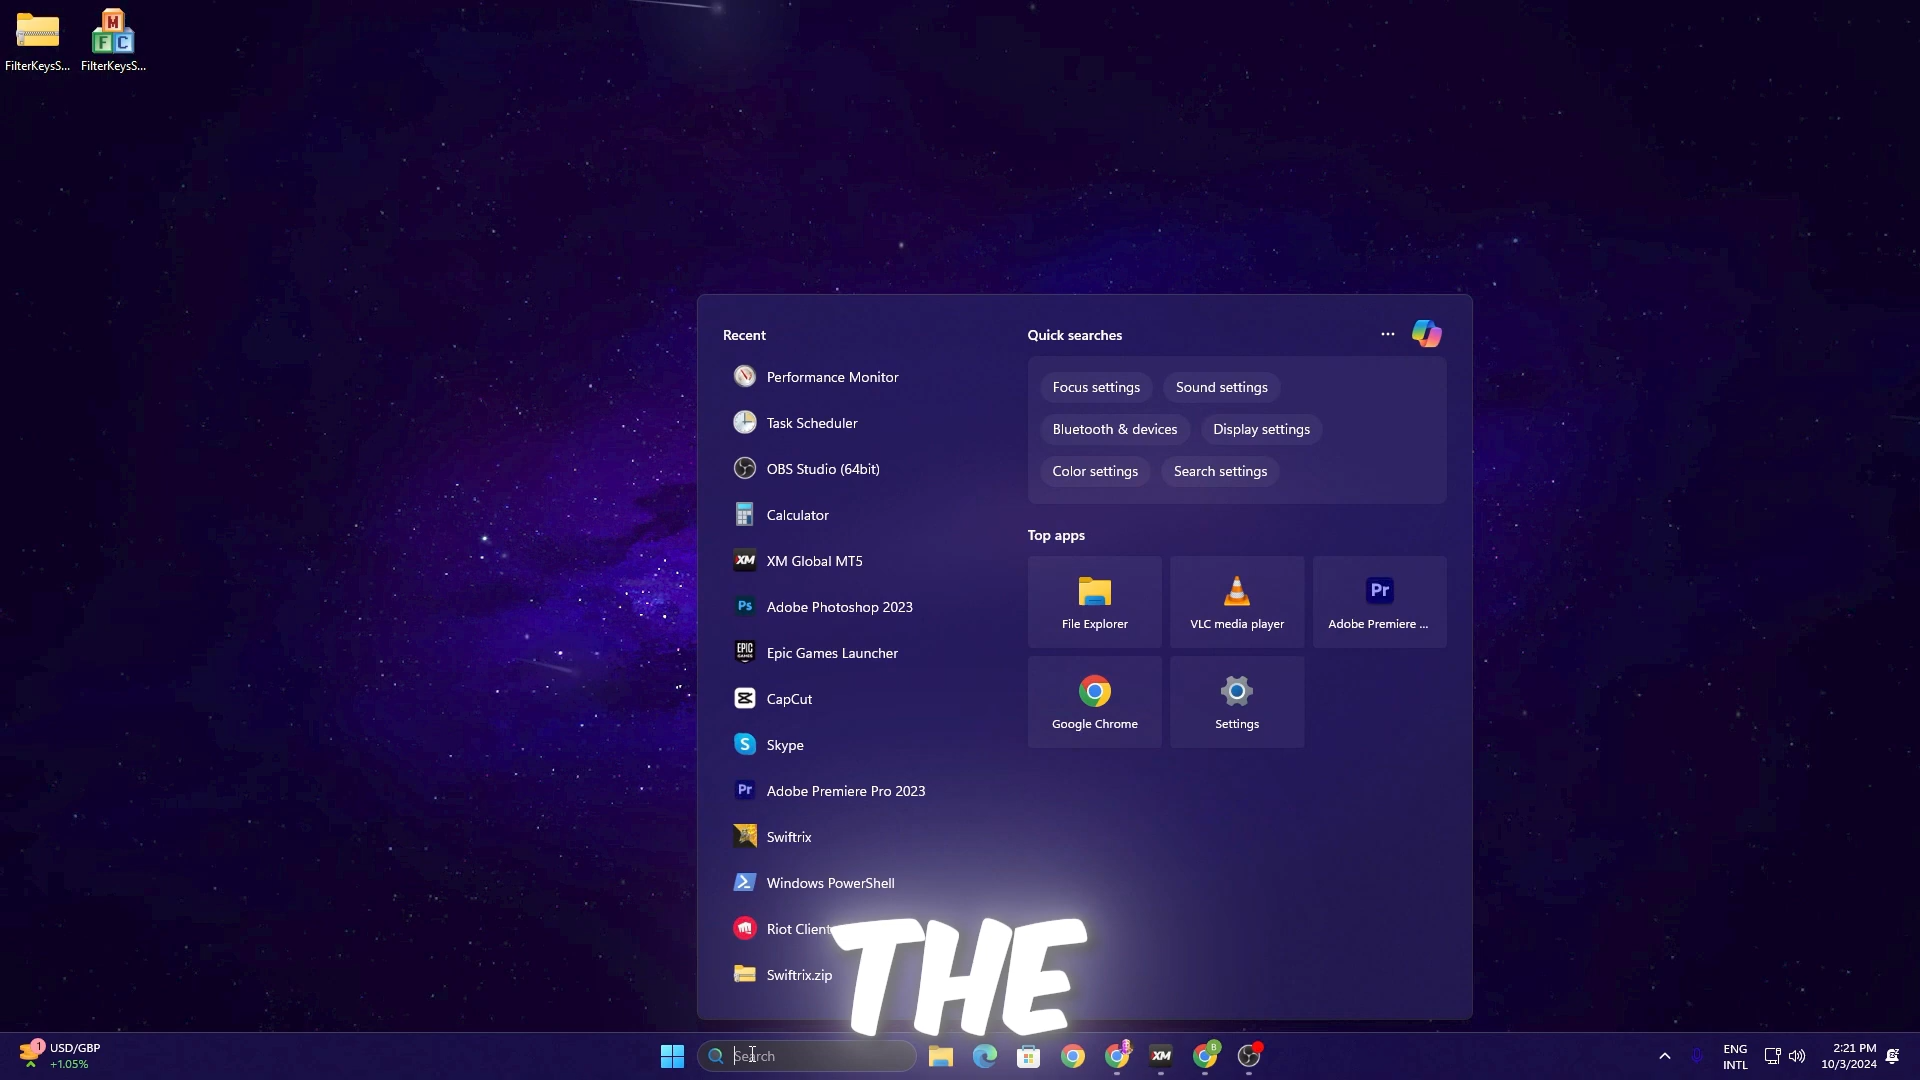 FilterKeysS...
FilterKeysS...
Recent
Performance Monitor
Task Scheduler
OBS Studio (64bit)
Calculator
XM Global MT5
Adobe Photoshop 2023
Epic Games Launcher
CapCut
Skype
Adobe Premiere Pro 2023
Swiftrix
Windows PowerShell
Riot Client
Swiftrix.zip
Quick searches
Focus settings
Sound settings
Bluetooth & devices
Display settings
Color settings
Search settings
Top apps
File Explorer
VLC media player
Adobe Premiere ...
Google Chrome
Settings
THE
1
USD/GBP
+1.05%
Search
XM
B
ENG
INTL
2:21 PM
10/3/2024